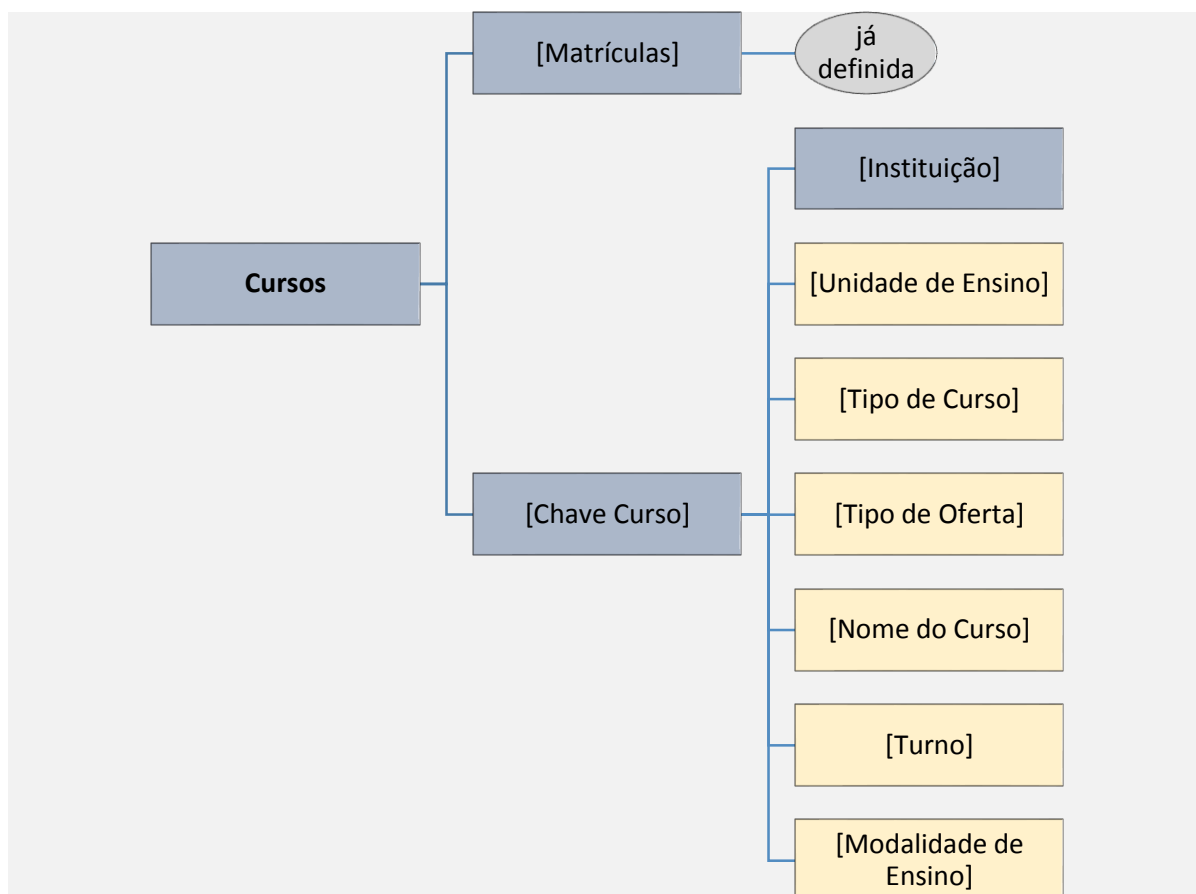 [Matrículas]
já
definida
[Instituição]
Cursos
[Unidade de Ensino]
[Tipo de Curso]
[Chave Curso]
[Tipo de Oferta]
[Nome do Curso]
[Turno]
[Modalidade de
Ensino]